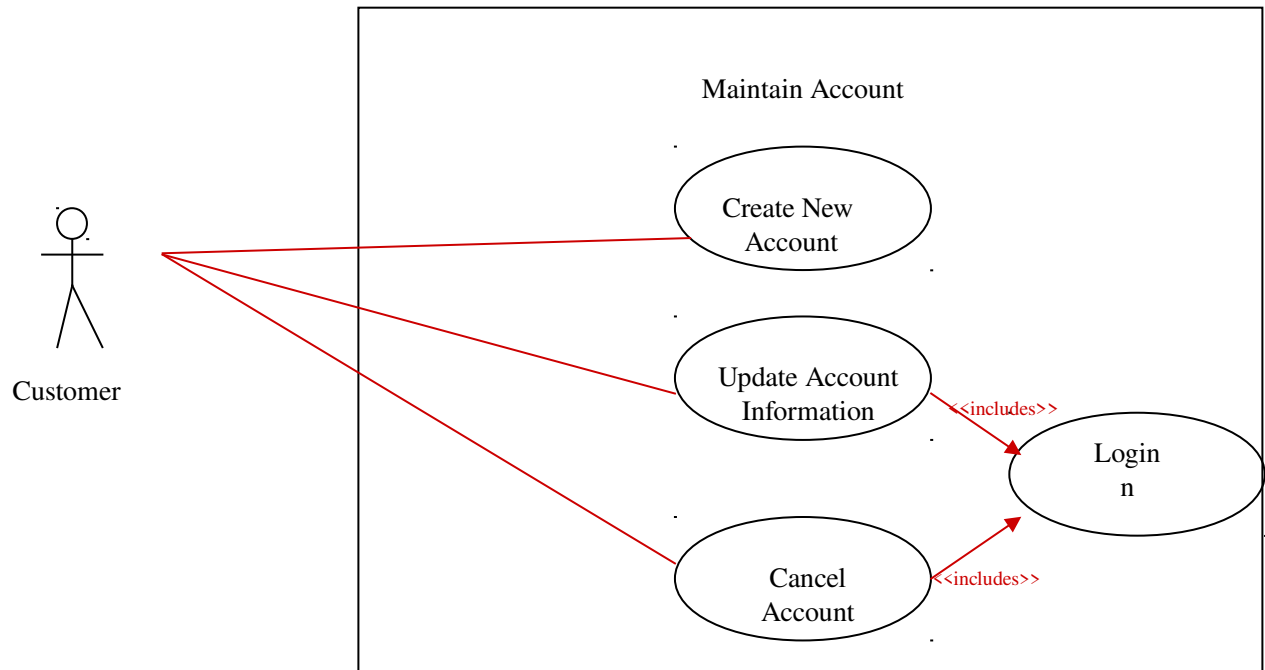 Maintain Account
Create New
Account
Customer
Update Account
Information
<<includes>>
Login
n
Cancel
Account
<<includes>>